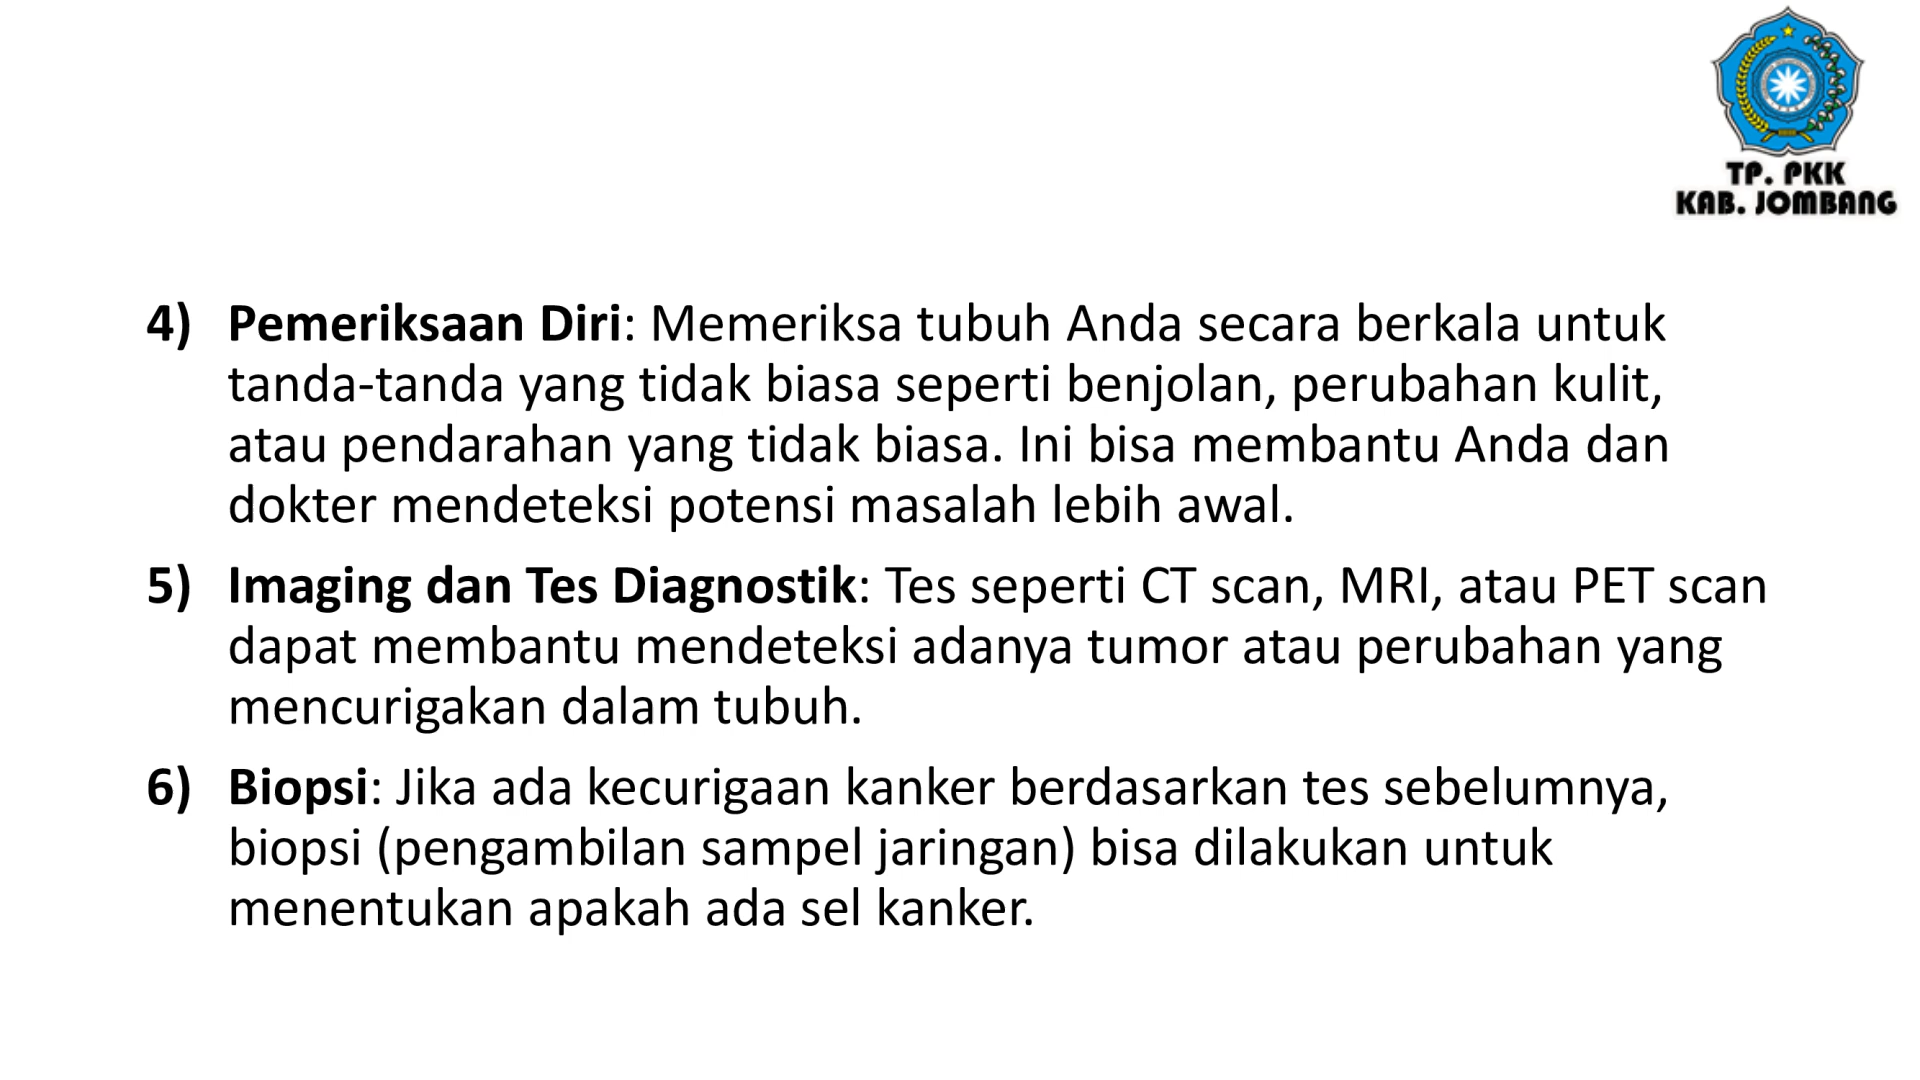 TP. PKK
KAB. JOMBANG
4) Pemeriksaan Diri: Memeriksa tubuh Anda secara berkala untuk
tanda-tanda yang tidak biasa seperti benjolan, perubahan kulit,
atau pendarahan yang tidak biasa. Ini bisa membantu Anda dan
dokter mendeteksi potensi masalah lebih awal.
5) Imaging dan Tes Diagnostik: Tes seperti CT scan, MRI, atau PET scan
dapat membantu mendeteksi adanya tumor atau perubahan yang
mencurigakan dalam tubuh.
6) Biopsi: Jika ada kecurigaan kanker berdasarkan tes sebelumnya,
biopsi (pengambilan sampel jaringan) bisa dilakukan untuk
menentukan apakah ada sel kanker.